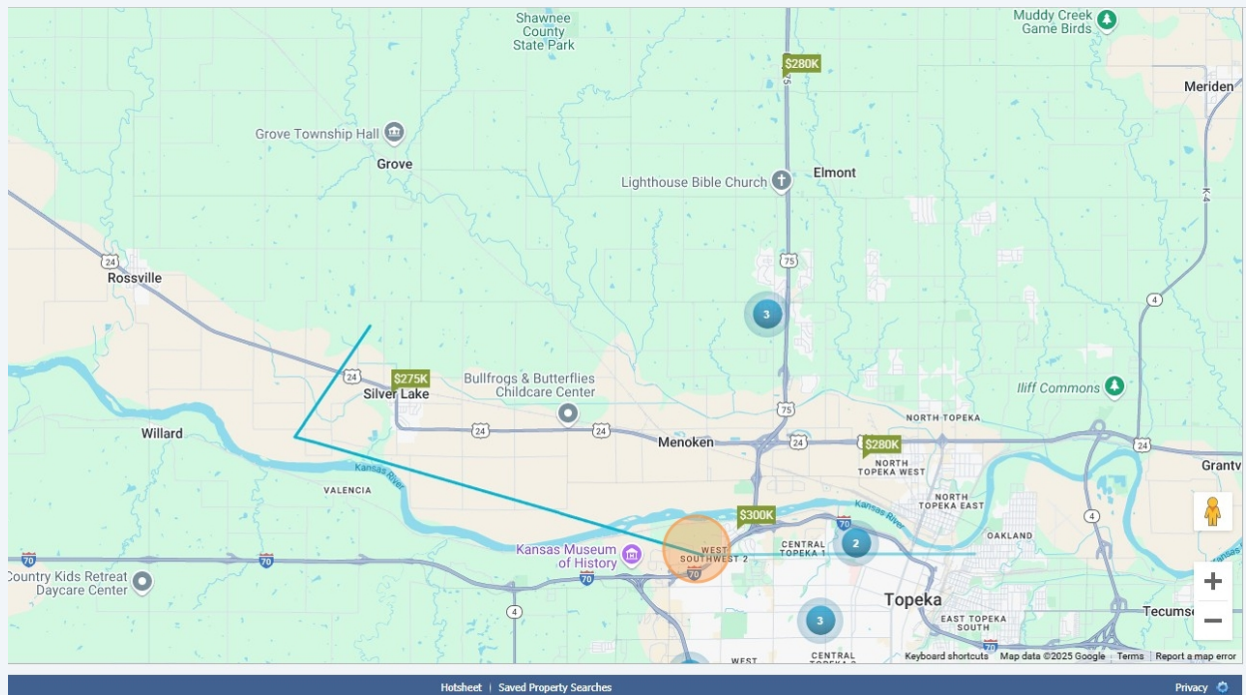 Shawnee
County
State Park
Muddy Creek
Game Birds
$280K
75
Meriden
Grove Township Hall
Grove
Lighthouse Bible Church
Elmont
K-4
24
Rossville
75
4
3
24
$275K
Silver Lake
Bullfrogs & Butterflies
Childcare Center
Iliff Commons
75
NORTH TOPEKA
Willard
24
24
Menoken
24
$280K
24
NORTH
TOPEKA WEST
Grantv
Kansas River
VALENCIA
NORTH
TOPEKA EAST
$300K
Kansas River
70
4
OAKLAND
Kansas Museum
of History
WEST
SOUTHWEST 2
CENTRAL
TOPEKA 1
2
Kansas R
70
70
70
70
Country Kids Retreat
Daycare Center
4
Topeka
Tecumse
3
EAST TOPEKA
SOUTH
70
WEST
CENTRAL
Keyboard shortcuts
Map data ©2025 Google
Terms
Report a map error
Hotsheet | Saved Property Searches
Privacy